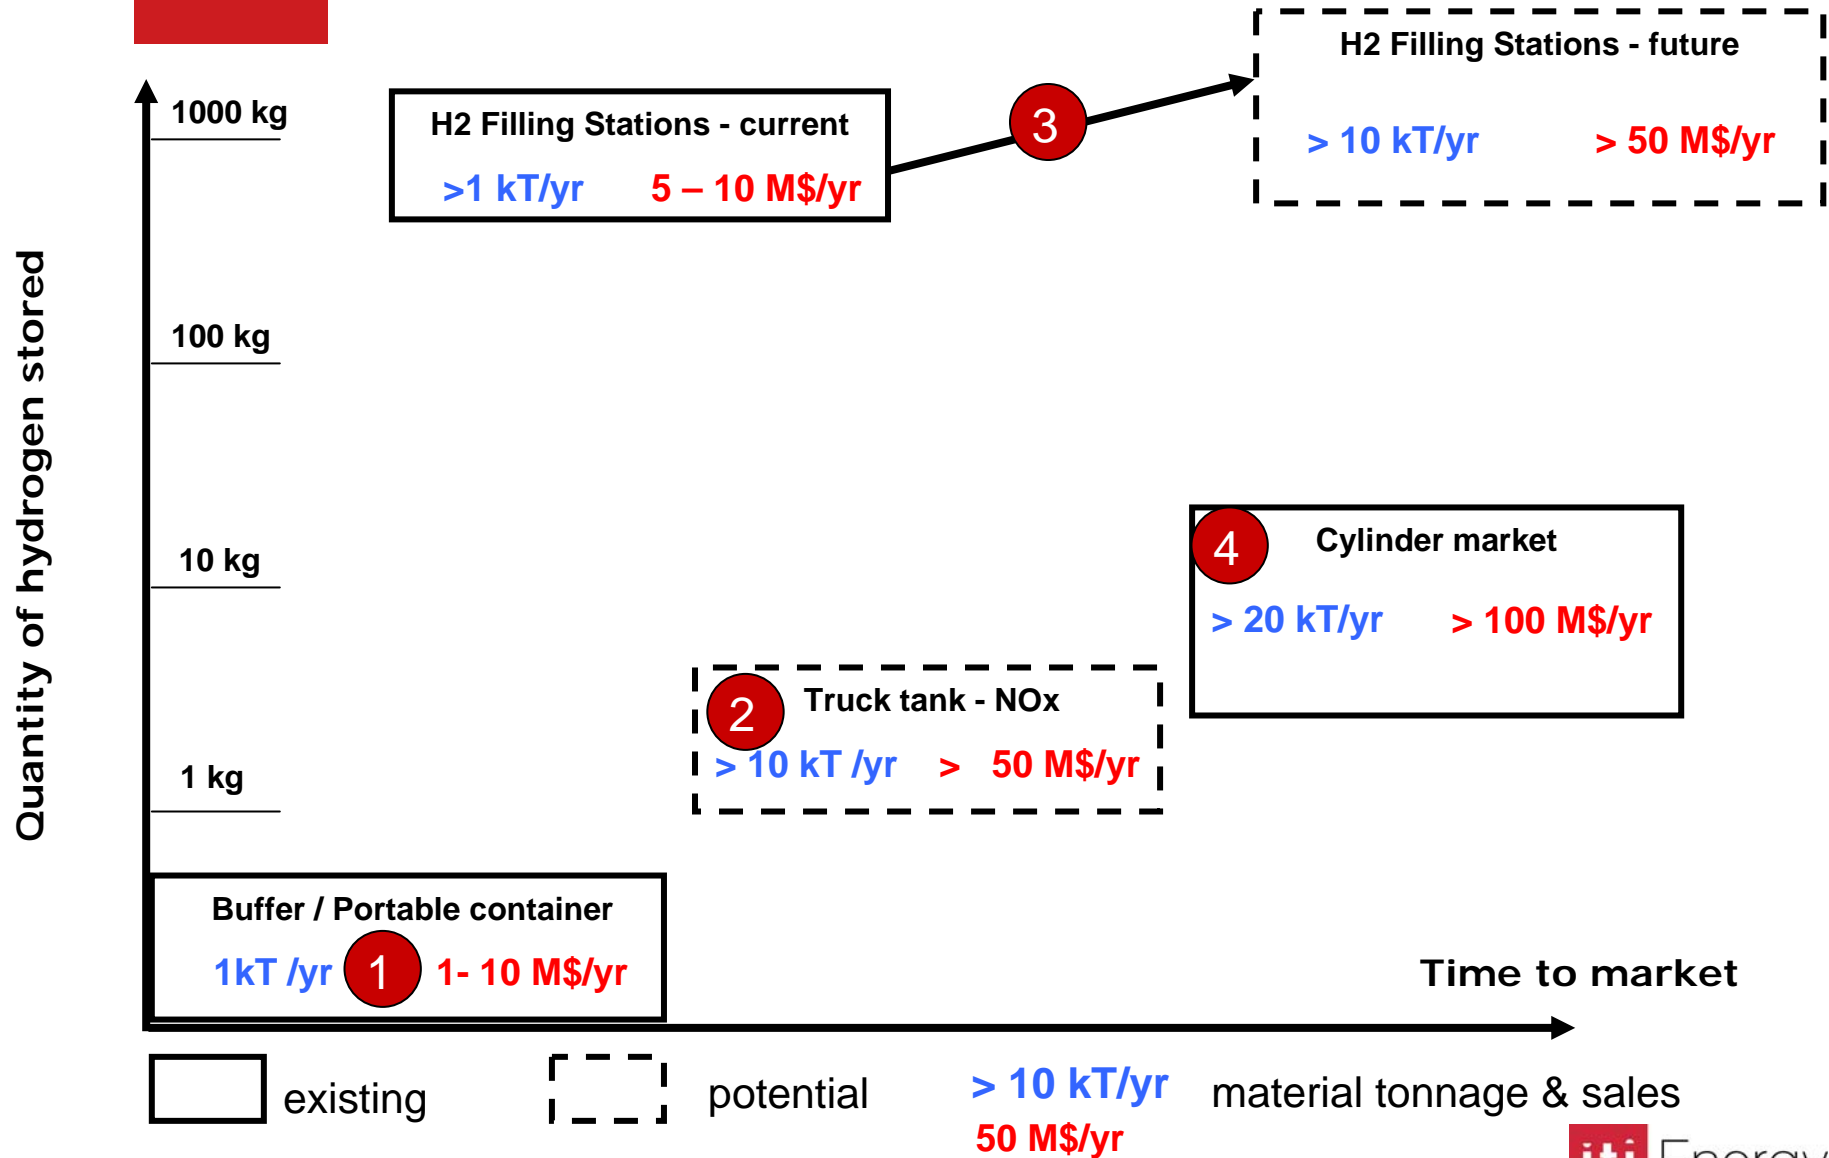 H2 Filling Stations - future
> 10 kT/yr > 50 M$/yr
1000 kg
H2 Filling Stations - current
>1 kT/yr 5 – 10 M$/yr
3
Quantity of hydrogen stored
100 kg
10 kg
4 Cylinder market
> 20 kT/yr > 100 M$/yr
2 Truck tank - NOx
> 10 kT /yr > 50 M$/yr
1 kg
Buffer / Portable container
1kT /yr 1 1- 10 M$/yr
Time to market
existing
potential
> 10 kT/yr
50 M$/yr
material tonnage & sales
iti Energy